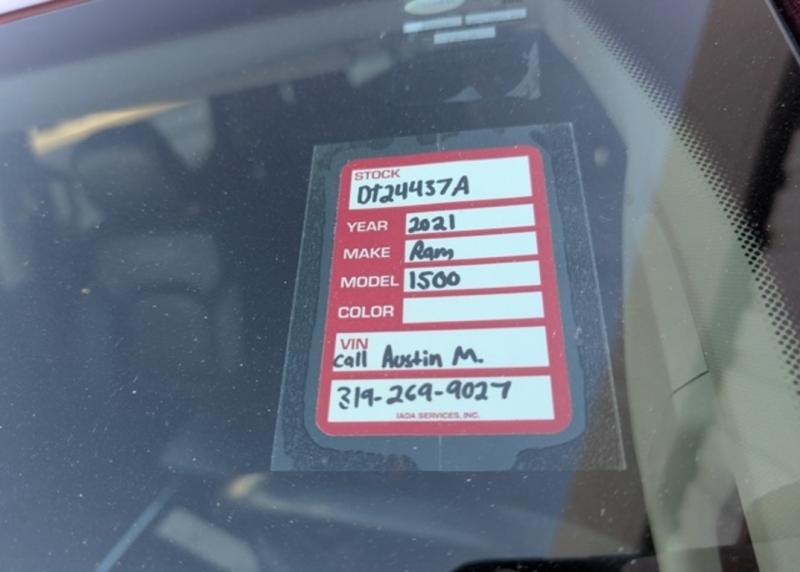 STOCK
Dt24437A
YEAR 2021
MAKE Ram
MODEL 1500
COLOR
VIN
Call Austin M.
319-269-9027
IADA SERVICES, INC.